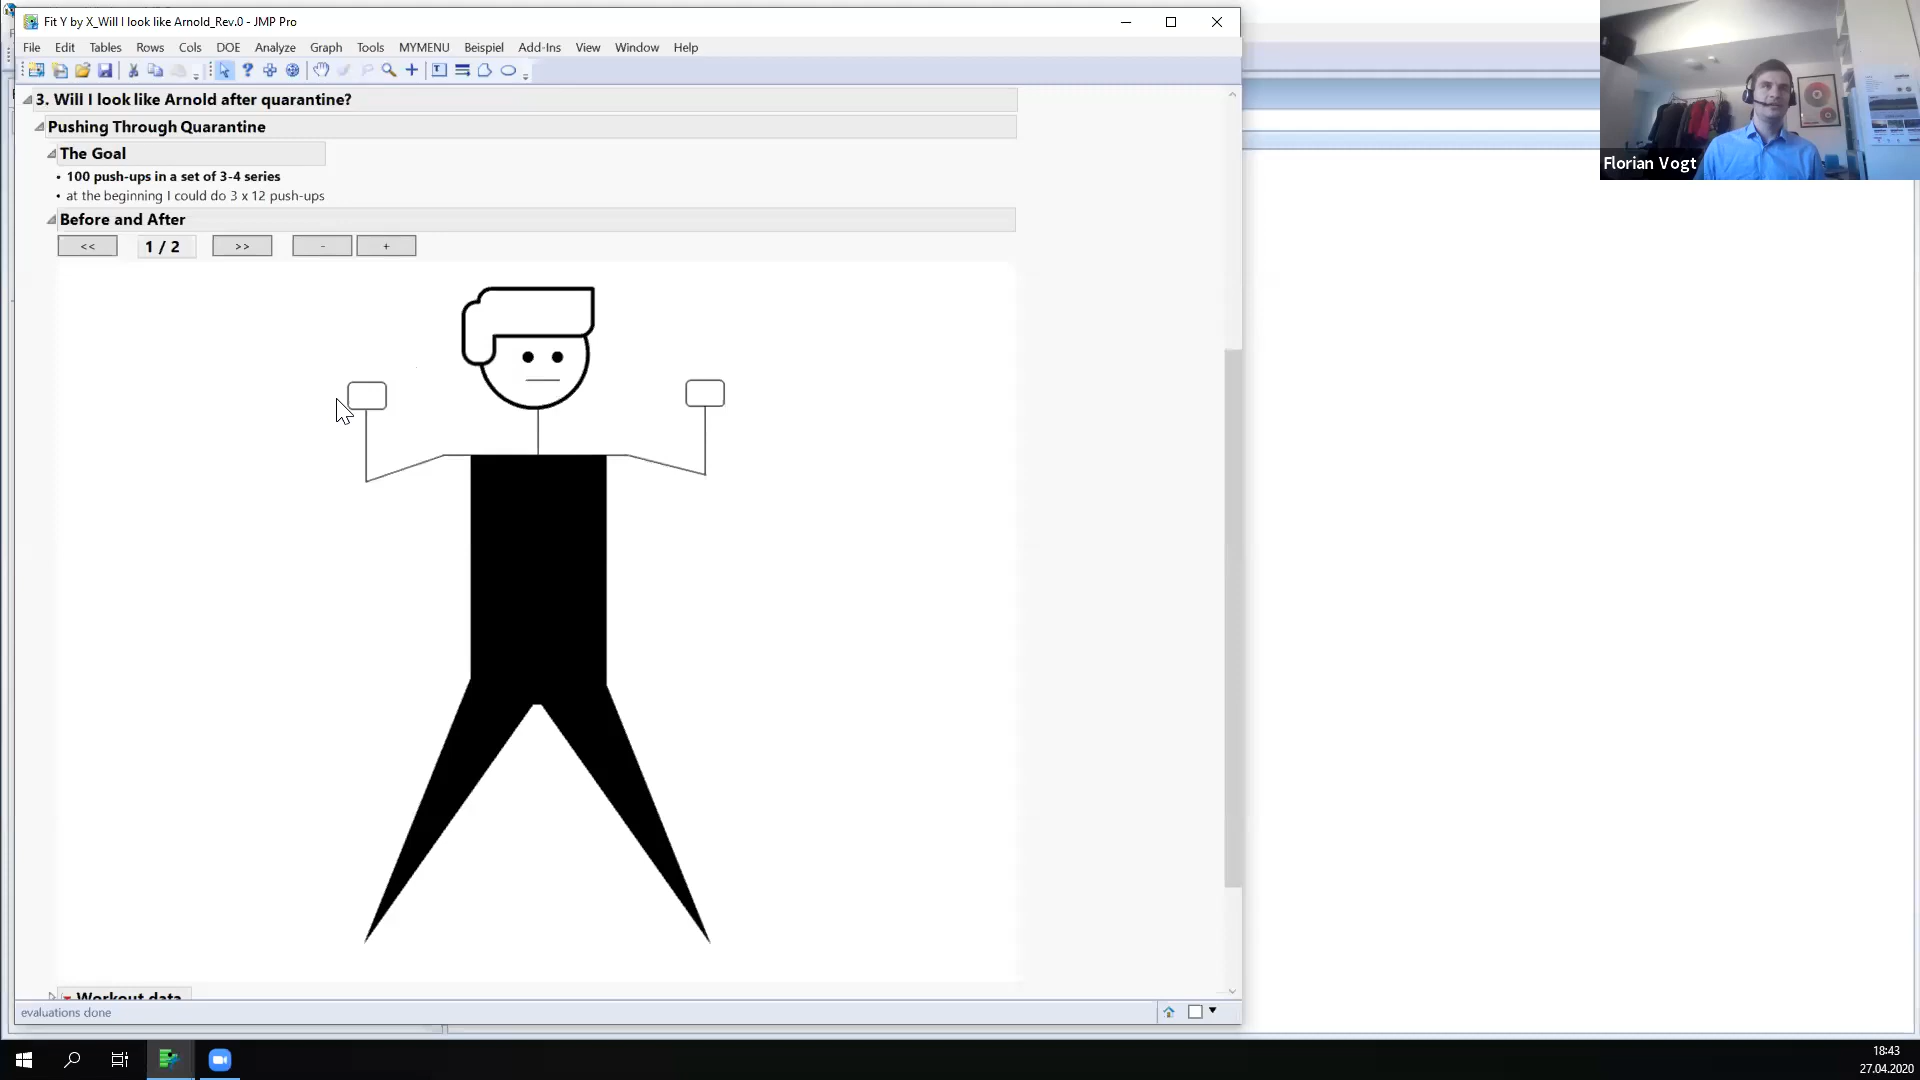 Fit Y by X_Will I look like Arnold_Rev.0 - JMP Pro
File Edit Tables Rows Cols DOE Analyze Graph Tools MYMENU Beispiel Add-Ins View Window Help
3. Will I look like Arnold after quarantine?
Pushing Through Quarantine
The Goal
• 100 push-ups in a set of 3-4 series
• at the beginning I could do 3 x 12 push-ups
Before and After
<< 1 / 2 >> - +
Workout data
evaluations done
Florian Vogt
18:43
27.04.2020